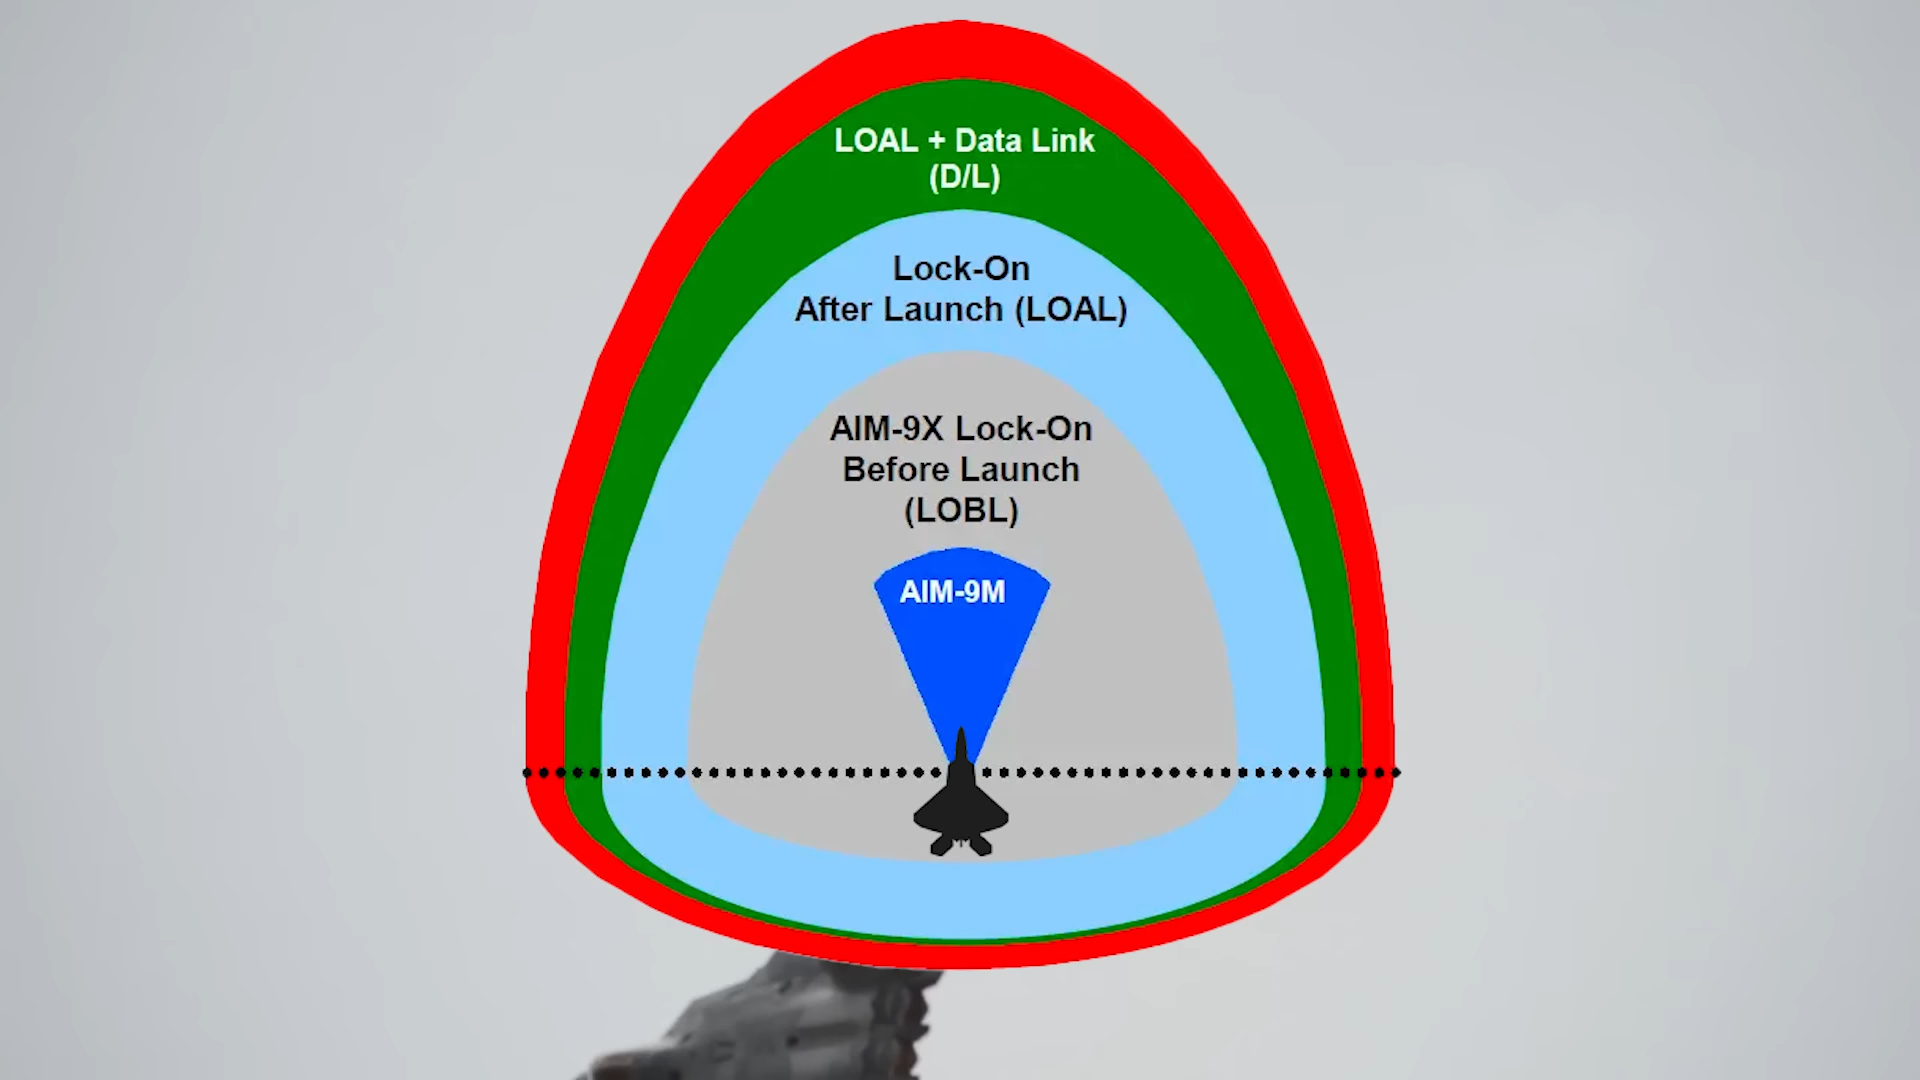 LOAL + Data Link
(D/L)
Lock-On
After Launch (LOAL)
AIM-9X Lock-On
Before Launch
(LOBL)
AIM-9M